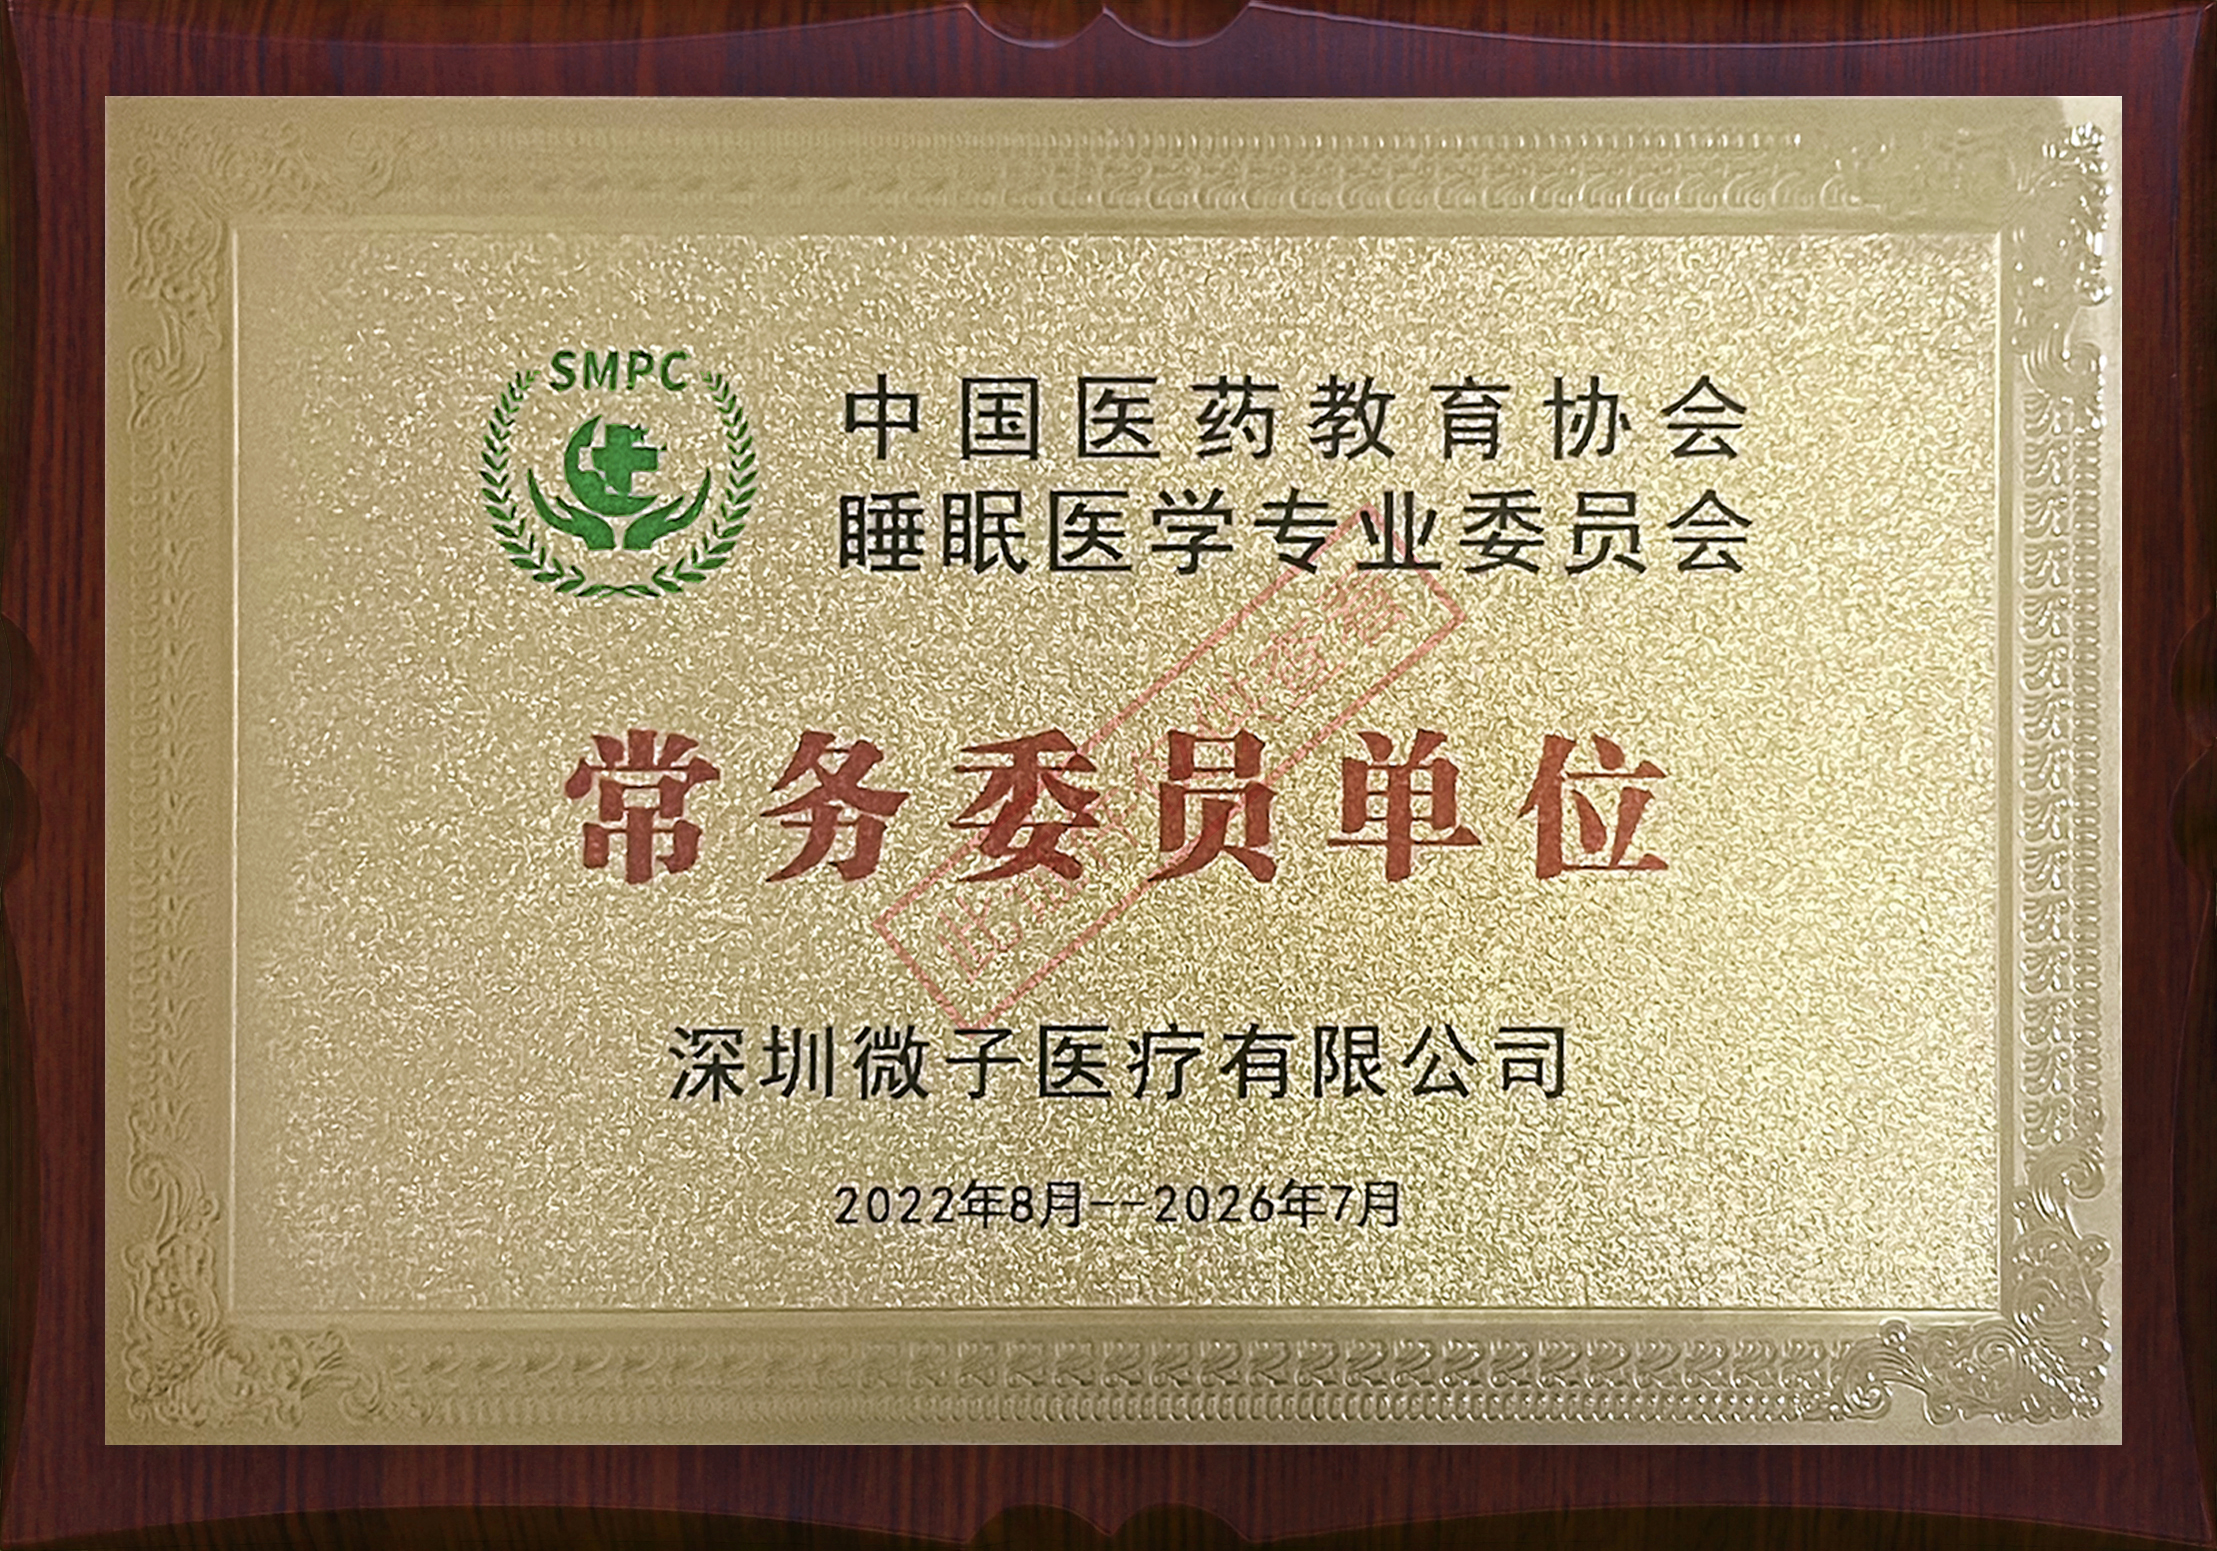 SMPC
中国医药教育协会
睡眠医学专业委员会
常务委员单位
深圳微子医疗有限公司
2022年8月--2026年7月